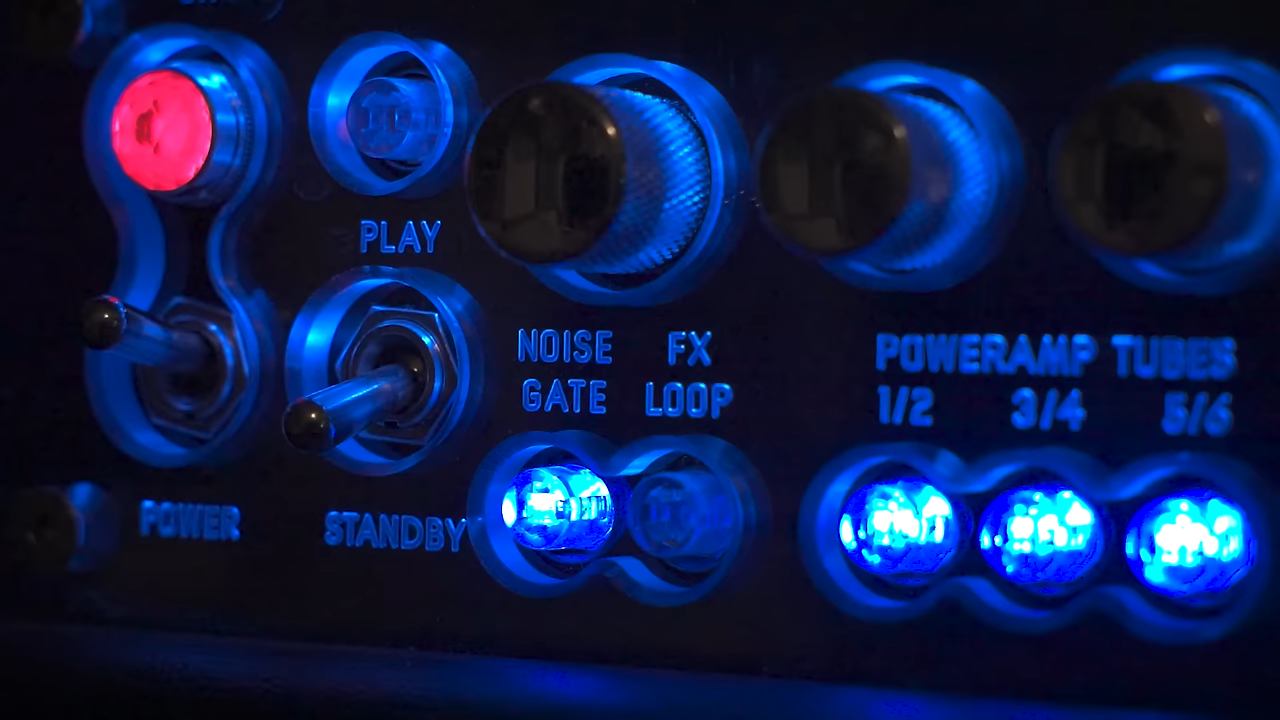 PLAY
NOISE FX
GATE LOOP
POWERAMP TUBES
1/2 3/4 5/6
POWER
STANDBY